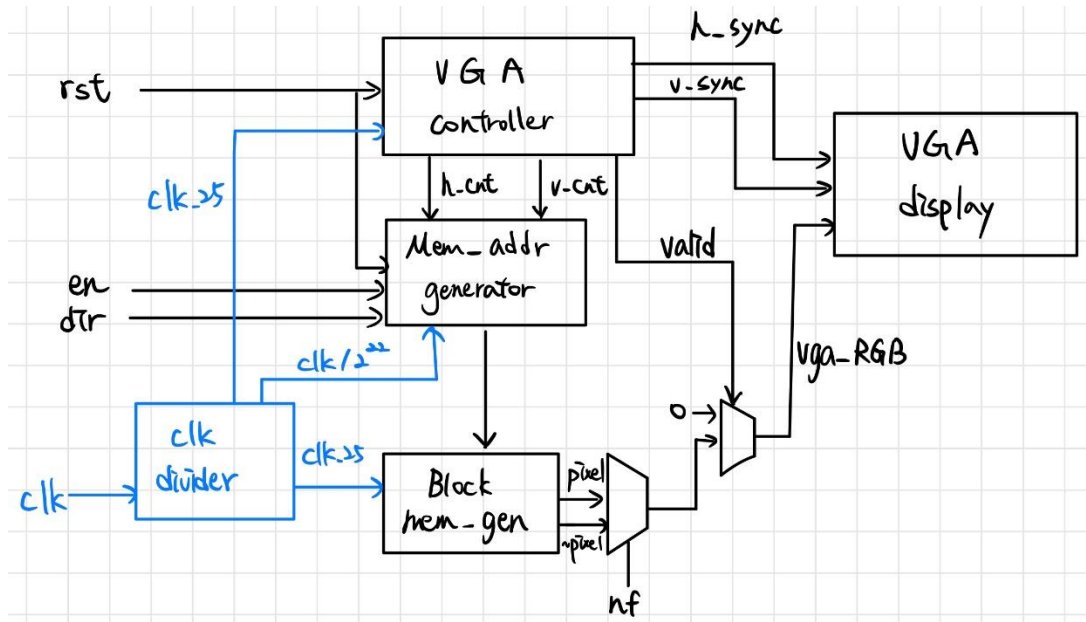 h_sync
VGA
controller
rst
v_sync
VGA
display
clk_25
h_cnt
v_cnt
valid
Mem_addr
generator
en
dir
clk/2^22
vga_RGB
0
clk
divider
clk_25
clk
Block
mem_gen
pixel
~pixel
nf